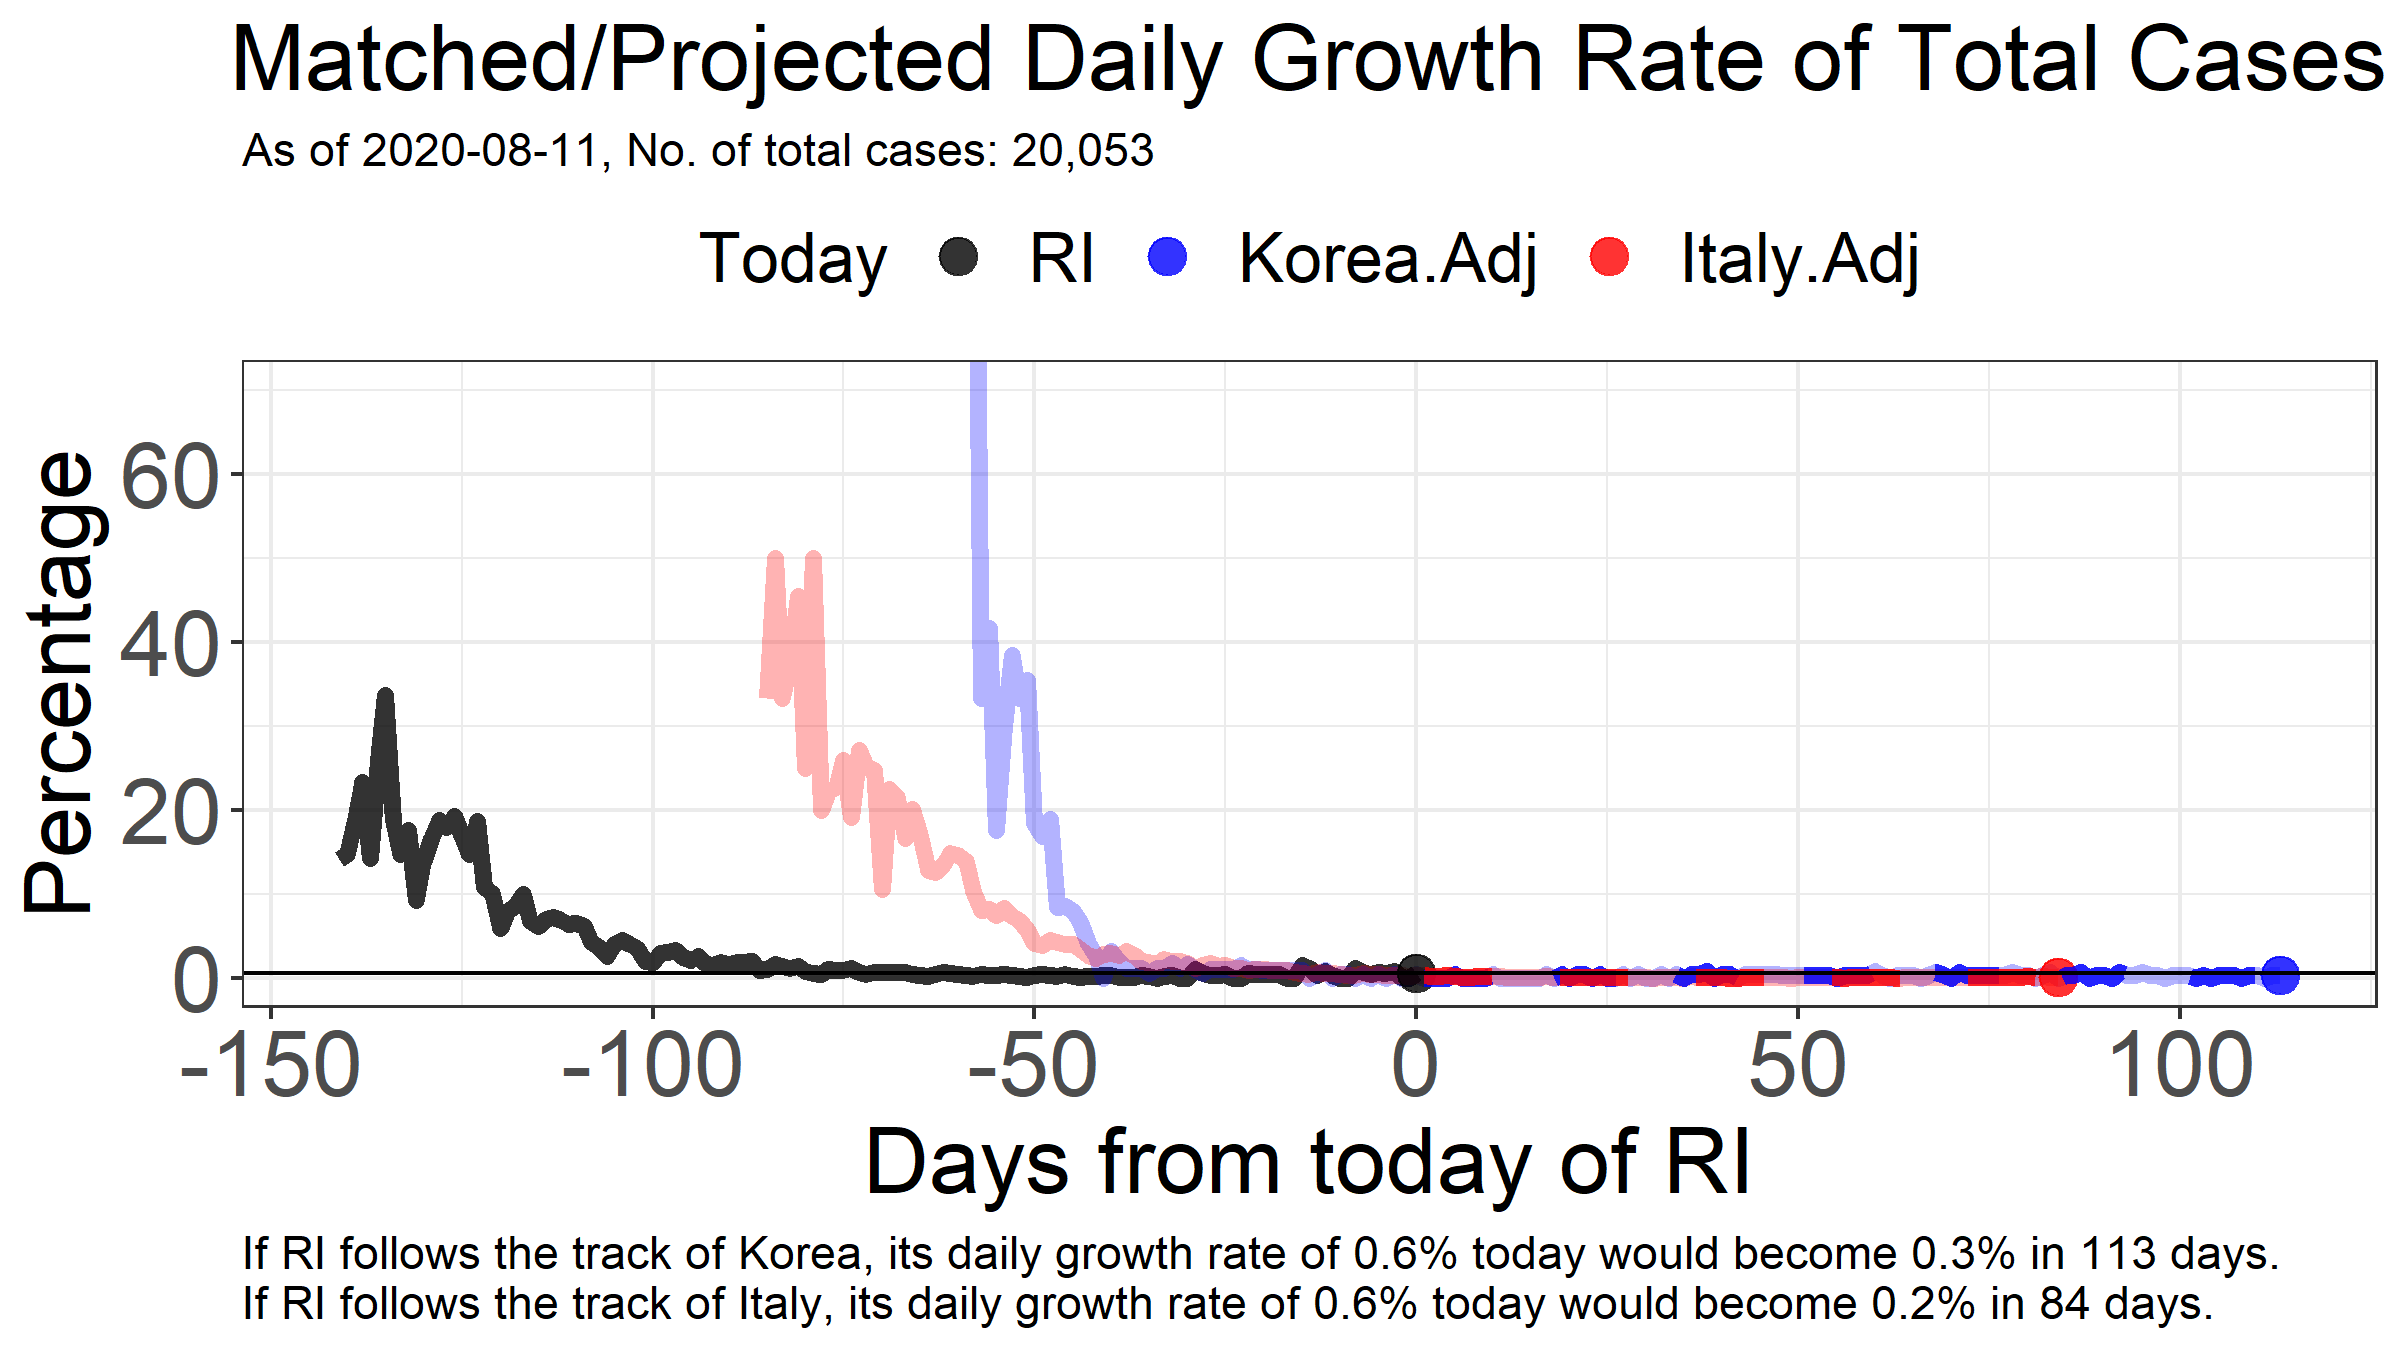 Matched/Projected Daily Growth Rate of Total Cases
As of 2020-08-11, No. of total cases: 20,053
Today RI Korea.Adj Italy.Adj
Percentage
60
40
20
0
-150 -100 -50 0 50 100
Days from today of RI
If RI follows the track of Korea, its daily growth rate of 0.6% today would become 0.3% in 113 days.
If RI follows the track of Italy, its daily growth rate of 0.6% today would become 0.2% in 84 days.